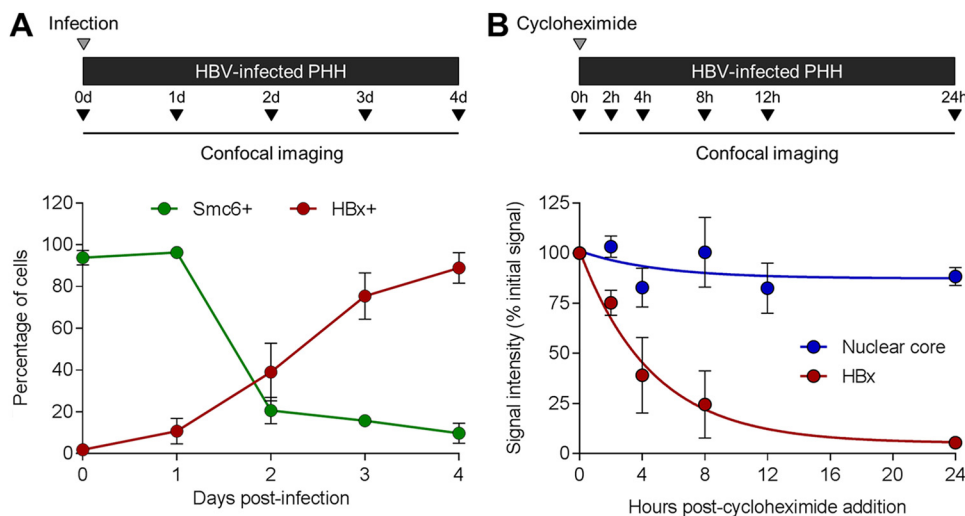 A
Infection
HBV-infected PHH
0d 1d 2d 3d 4d
Confocal imaging
120
100
80
60
40
20
0
Percentage of cells
Smc6+ HBx+
0 1 2 3 4
Days post-infection
B
Cycloheximide
HBV-infected PHH
0h 2h 4h 8h 12h 24h
Confocal imaging
125
100
75
50
25
0
Signal intensity (% initial signal)
Nuclear core
HBx
0 4 8 12 16 20 24
Hours post-cycloheximide addition